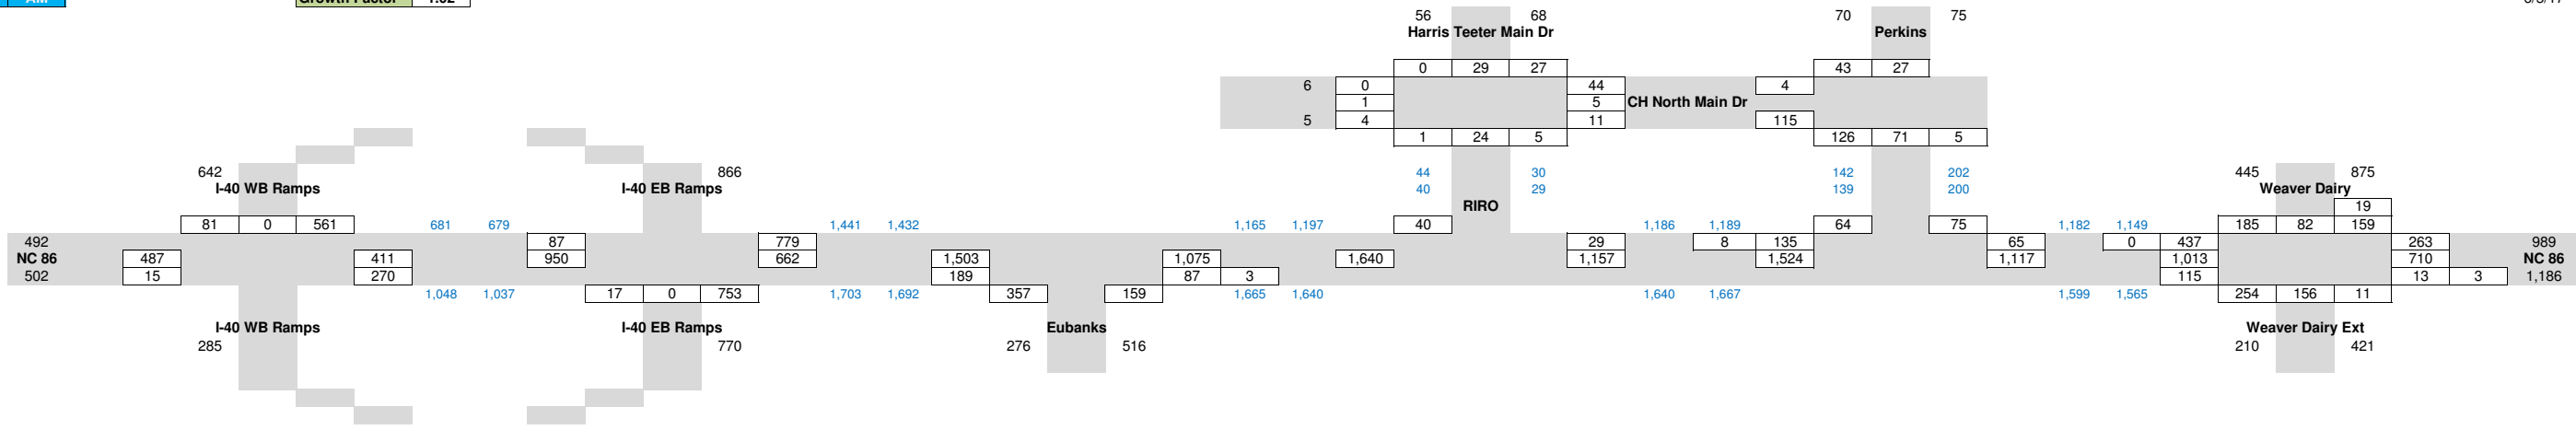 AM Growth Factor 1.02
56 68 70 75
Harris Teeter Main Dr Perkins
0 29 27 43 27
6 0 44 4
1 5 CH North Main Dr
5 4 11 115
1 24 5 126 71 5
642 866 44 30 142 202 445 875
I-40 WB Ramps I-40 EB Ramps 40 29 139 200 Weaver Dairy
RIRO 19
81 0 561 681 679 1,441 1,432 1,165 1,197 40 1,186 1,189 64 75 1,182 1,149 185 82 159
492 87 779 29 8 135 65 0 437 263 989
NC 86 487 411 950 662 1,503 1,075 1,640 1,157 1,524 1,117 1,013 710 NC 86
502 15 270 189 87 3 115 13 3 1,186
1,048 1,037 17 0 753 1,703 1,692 357 159 1,665 1,640 1,640 1,667 1,599 1,565 254 156 11
I-40 WB Ramps I-40 EB Ramps Eubanks Weaver Dairy Ext
285 770 276 516 210 421